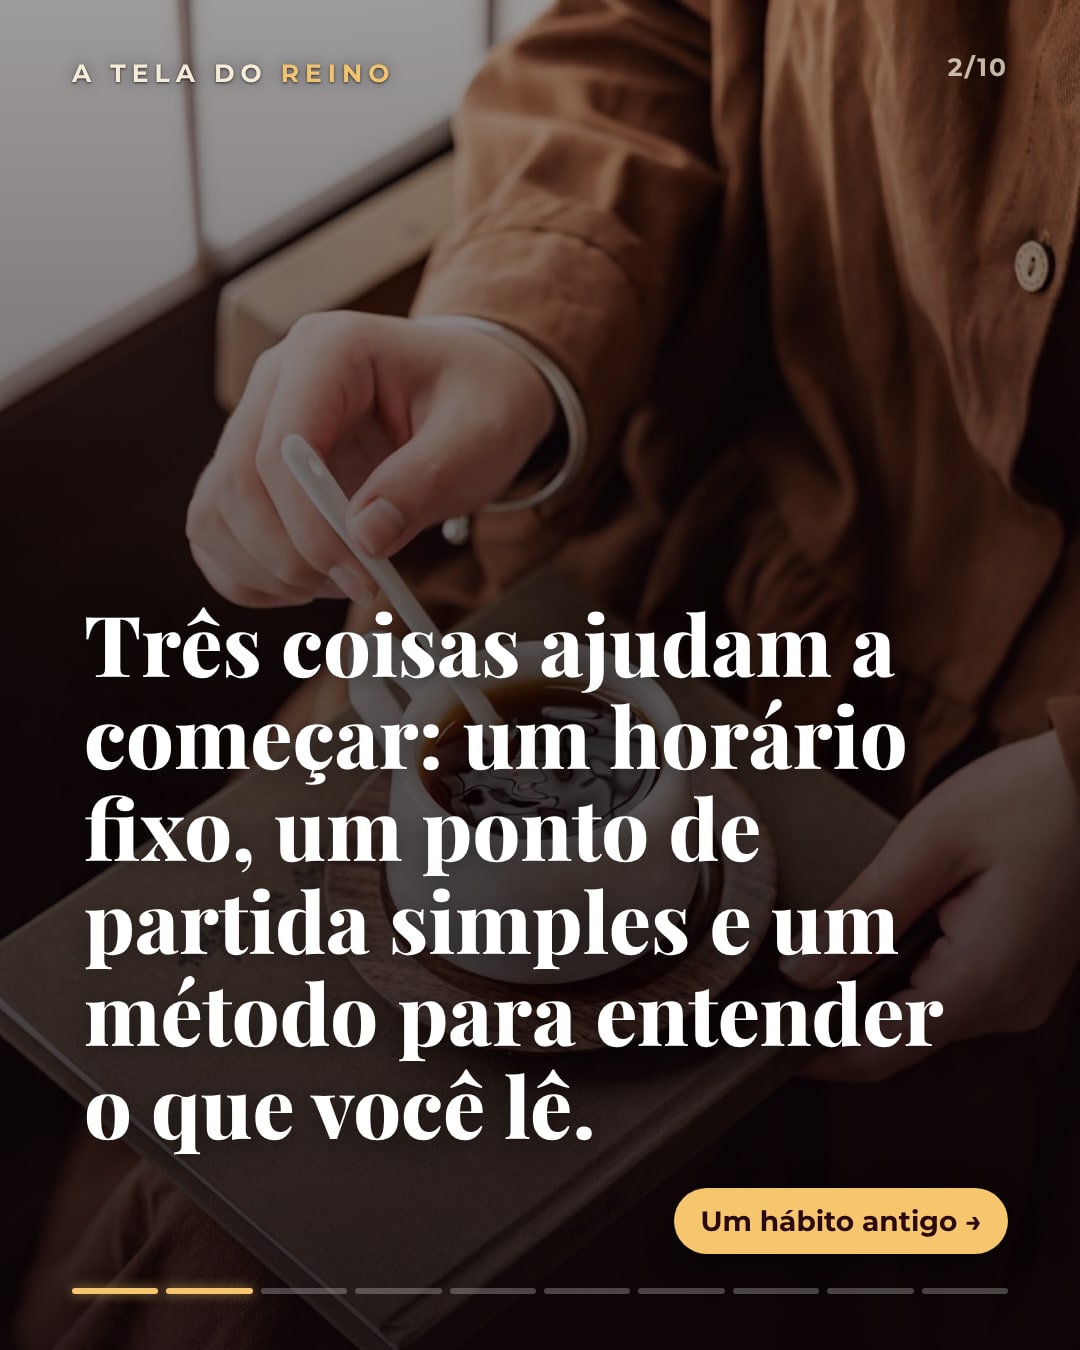 A TELA DO REINO
2/10
Três coisas ajudam a
começar: um horário
fixo, um ponto de
partida simples e um
método para entender
o que você lê.
Um hábito antigo →